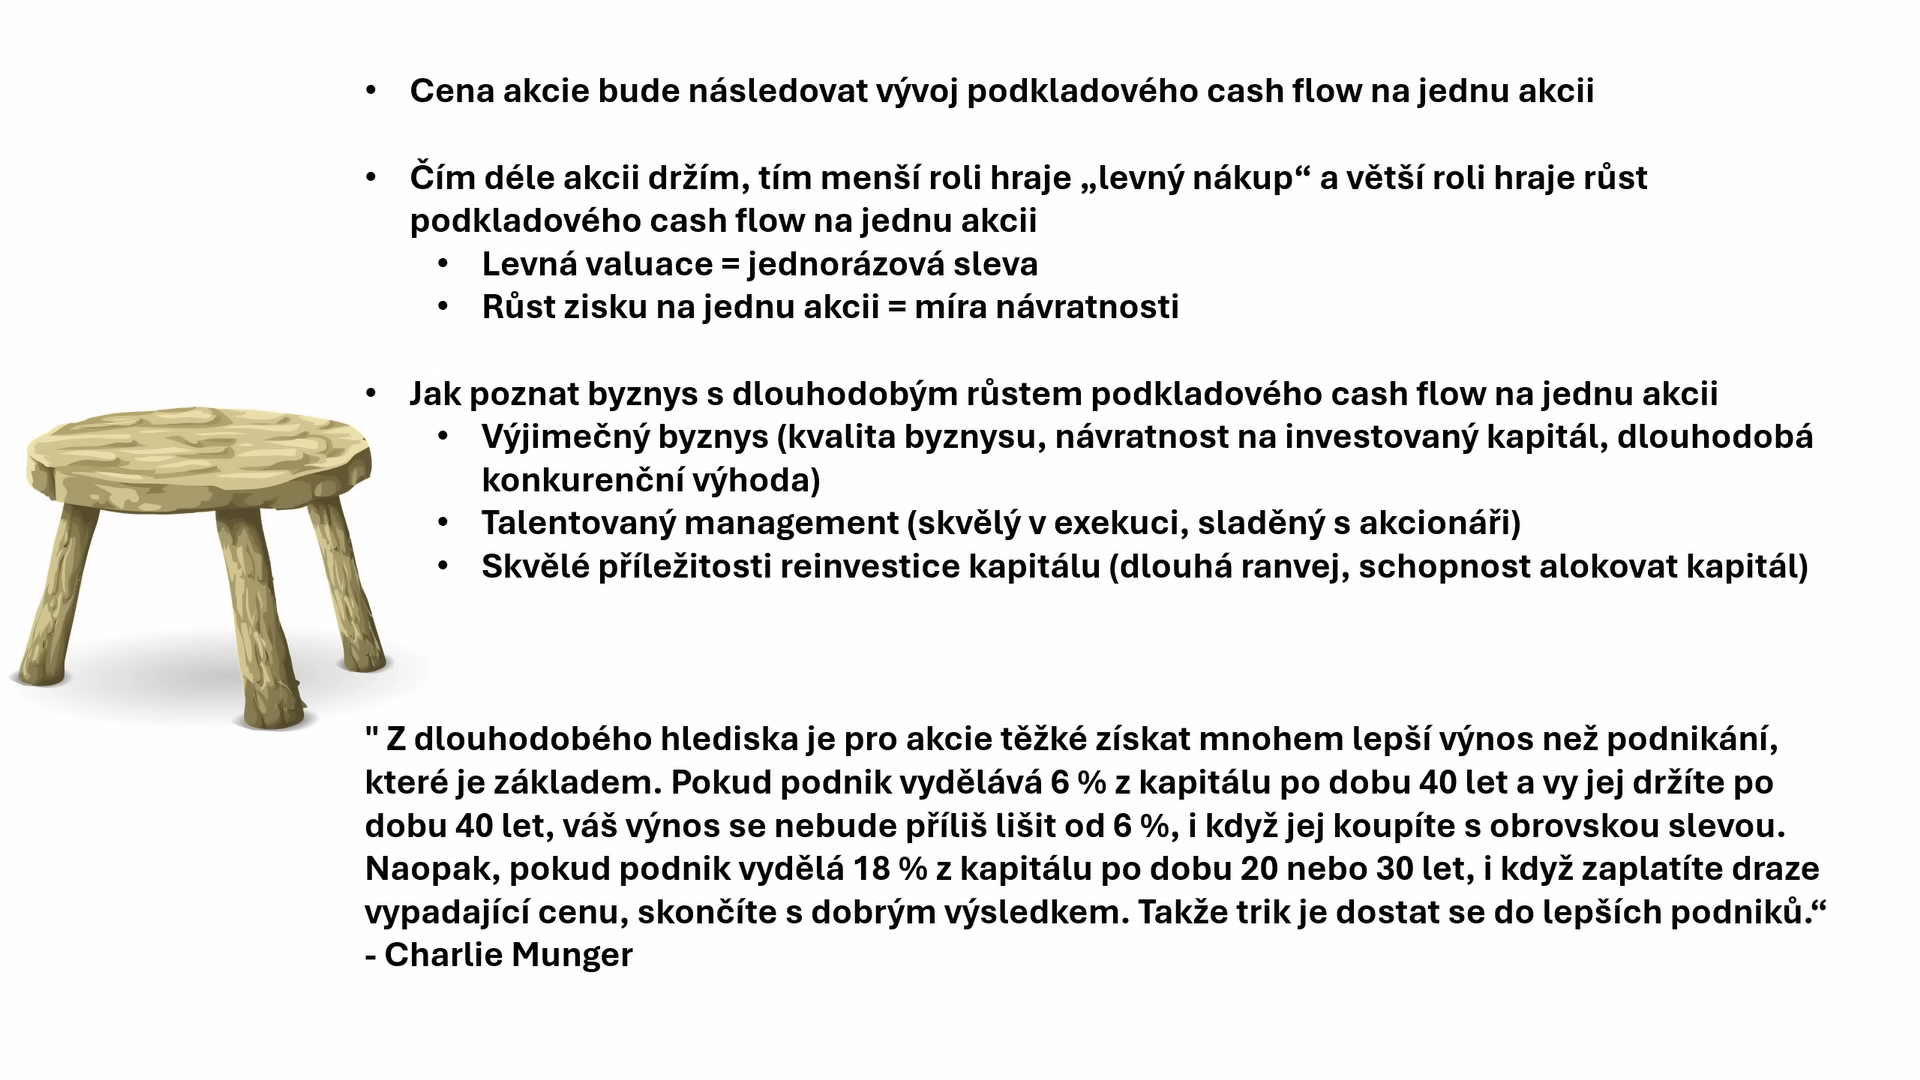 • Cena akcie bude následovat vývoj podkladového cash flow na jednu akcii
• Čím déle akcii držím, tím menší roli hraje „levný nákup“ a větší roli hraje růst
podkladového cash flow na jednu akcii
• Levná valuace = jednorázová sleva
• Růst zisku na jednu akcii = míra návratnosti
• Jak poznat byznys s dlouhodobým růstem podkladového cash flow na jednu akcii
• Výjimečný byznys (kvalita byznysu, návratnost na investovaný kapitál, dlouhodobá
konkurenční výhoda)
• Talentovaný management (skvělý v exekuci, sladěný s akcionáři)
• Skvělé příležitosti reinvestice kapitálu (dlouhá ranvej, schopnost alokovat kapitál)
" Z dlouhodobého hlediska je pro akcie těžké získat mnohem lepší výnos než podnikání,
které je základem. Pokud podnik vydělává 6 % z kapitálu po dobu 40 let a vy jej držíte po
dobu 40 let, váš výnos se nebude příliš lišit od 6 %, i když jej koupíte s obrovskou slevou.
Naopak, pokud podnik vydělá 18 % z kapitálu po dobu 20 nebo 30 let, i když zaplatíte draze
vypadající cenu, skončíte s dobrým výsledkem. Takže trik je dostat se do lepších podniků.“
- Charlie Munger